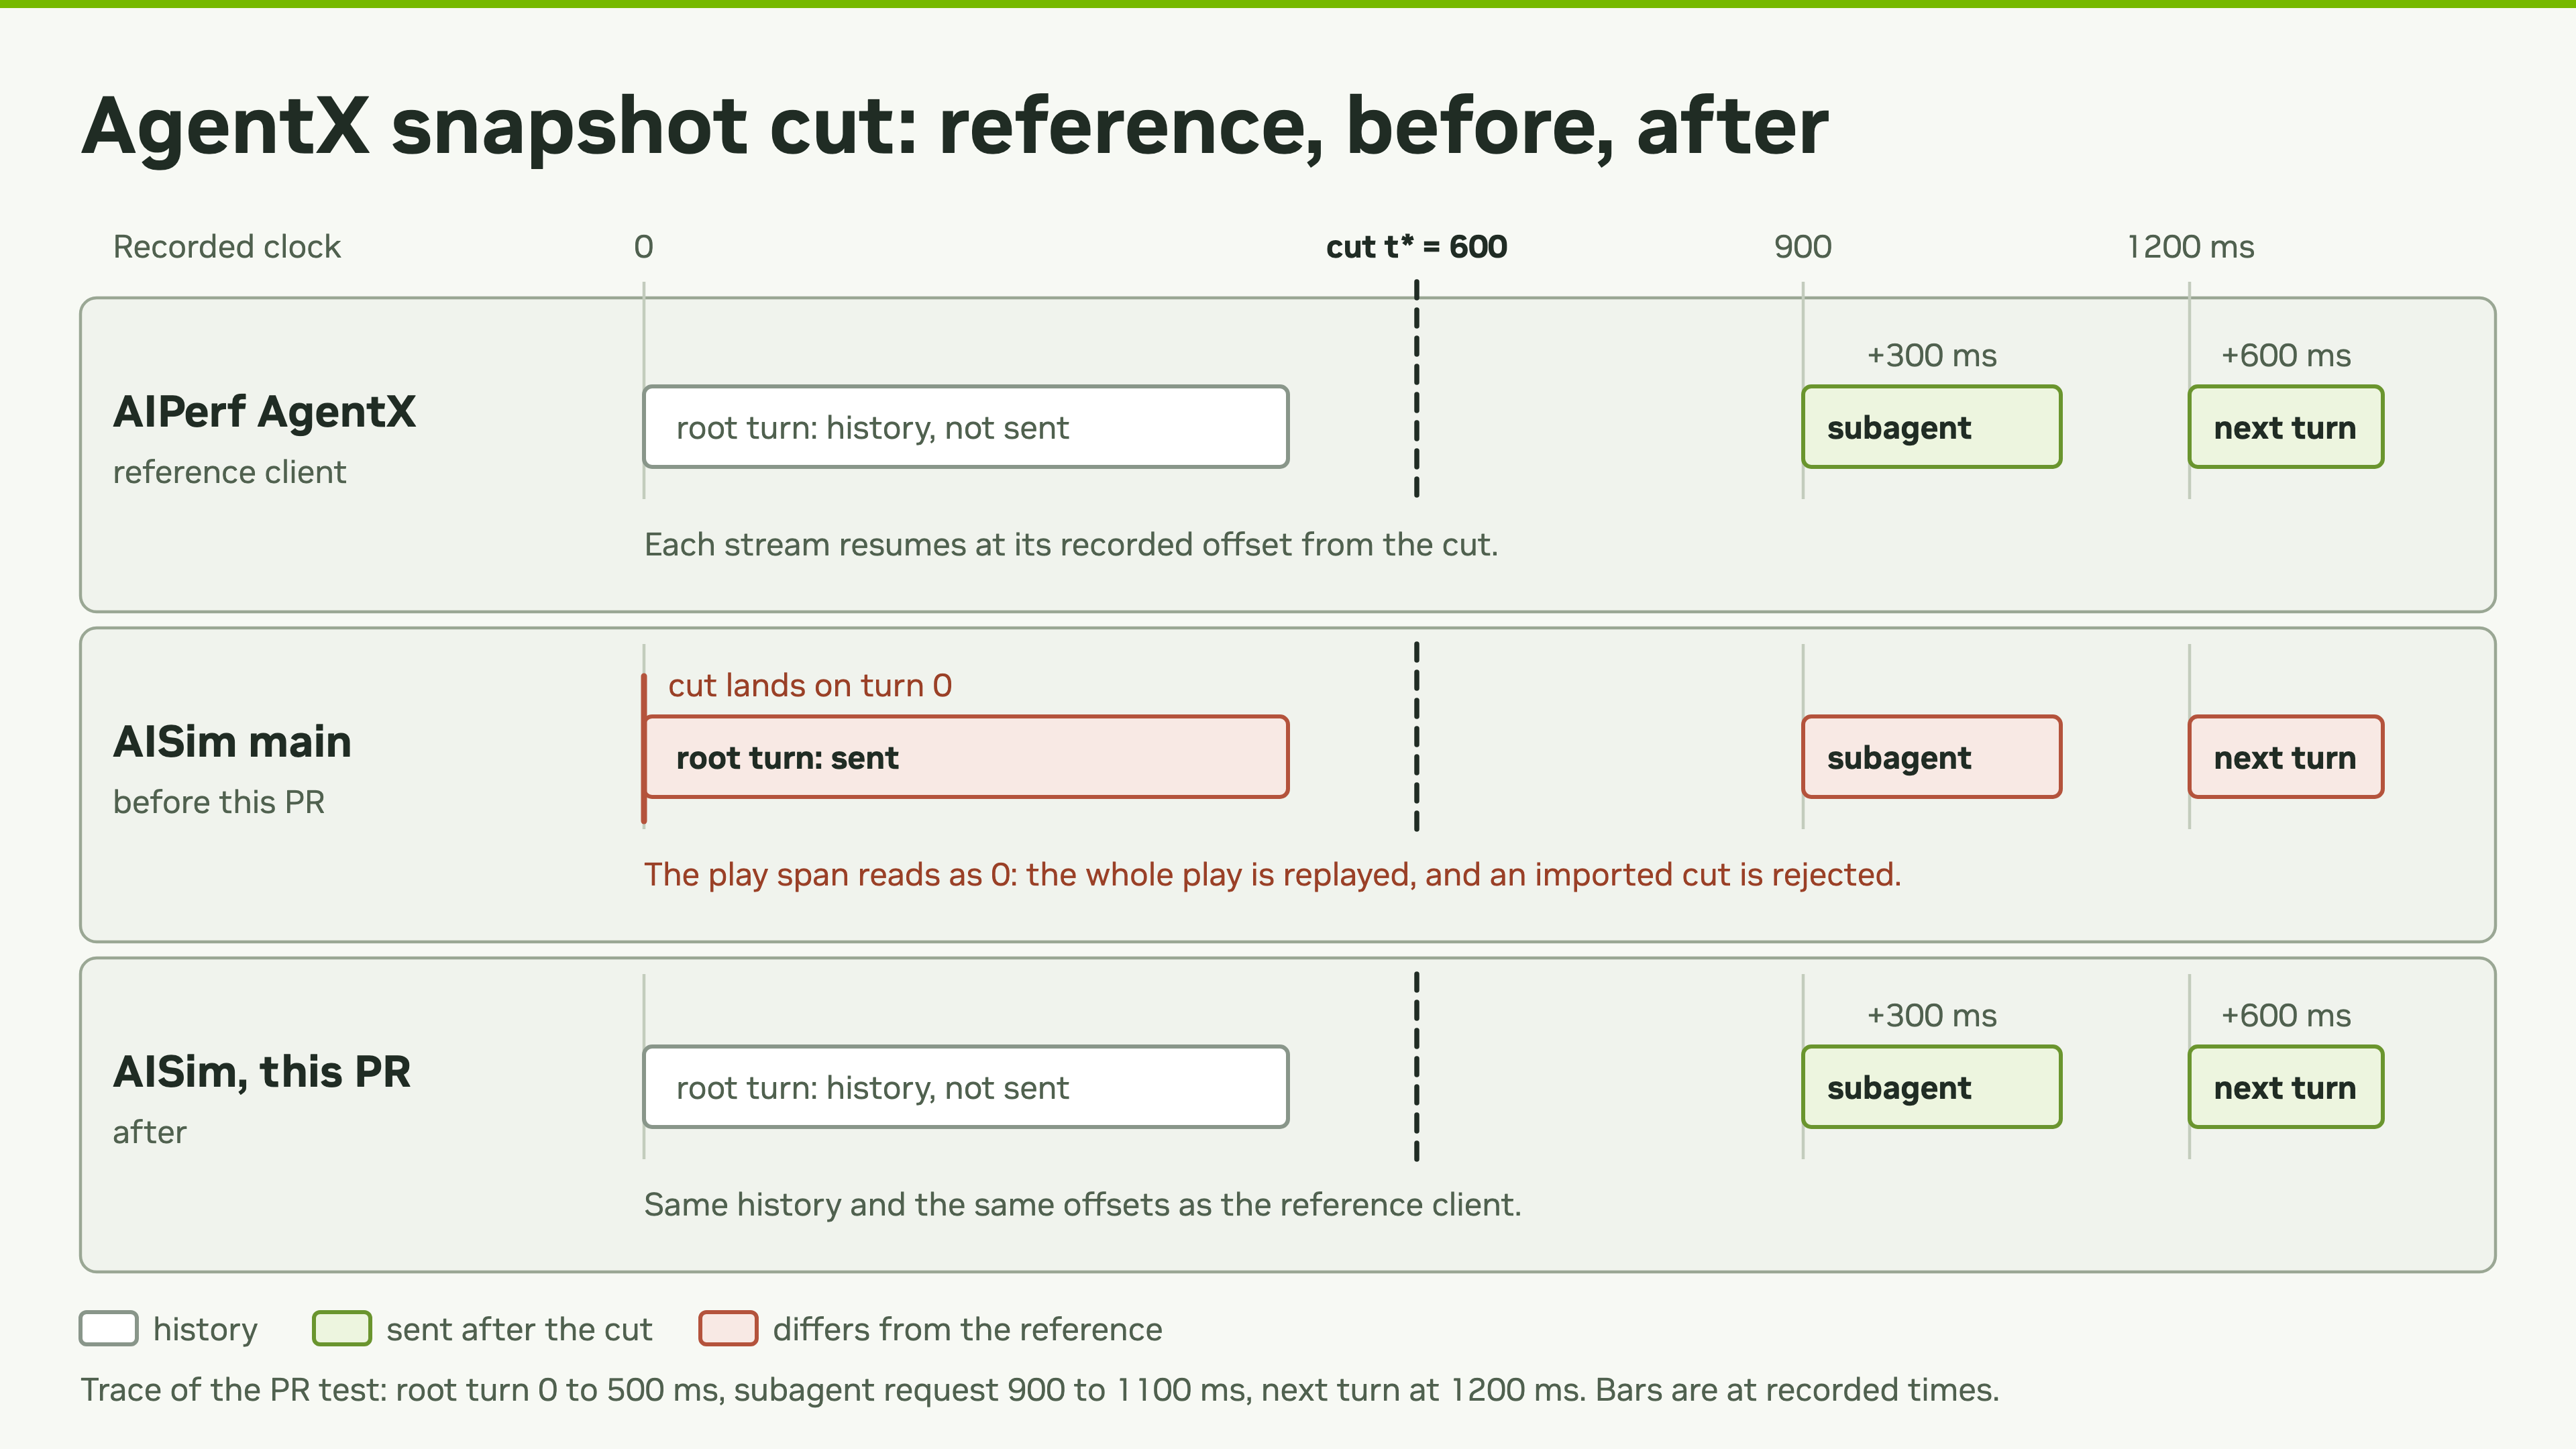 AgentX snapshot cut: reference, before, after
Recorded clock
0
cut t* = 600
900
1200 ms
AIPerf AgentX
reference client
+300 ms
+600 ms
root turn: history, not sent
subagent
next turn
Each stream resumes at its recorded offset from the cut.
AISim main
before this PR
cut lands on turn 0
root turn: sent
subagent
next turn
The play span reads as 0: the whole play is replayed, and an imported cut is rejected.
AISim, this PR
after
+300 ms
+600 ms
root turn: history, not sent
subagent
next turn
Same history and the same offsets as the reference client.
history
sent after the cut
differs from the reference
Trace of the PR test: root turn 0 to 500 ms, subagent request 900 to 1100 ms, next turn at 1200 ms. Bars are at recorded times.